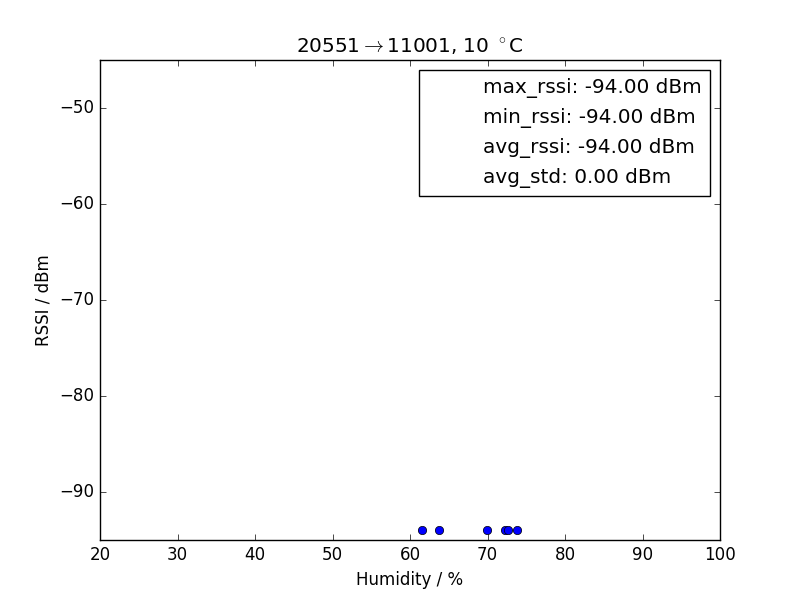 20551→11001, 10 °C
max_rssi: -94.00 dBm
min_rssi: -94.00 dBm
avg_rssi: -94.00 dBm
avg_std: 0.00 dBm
RSSI / dBm
−50
−60
−70
−80
−90
20 30 40 50 60 70 80 90 100
Humidity / %